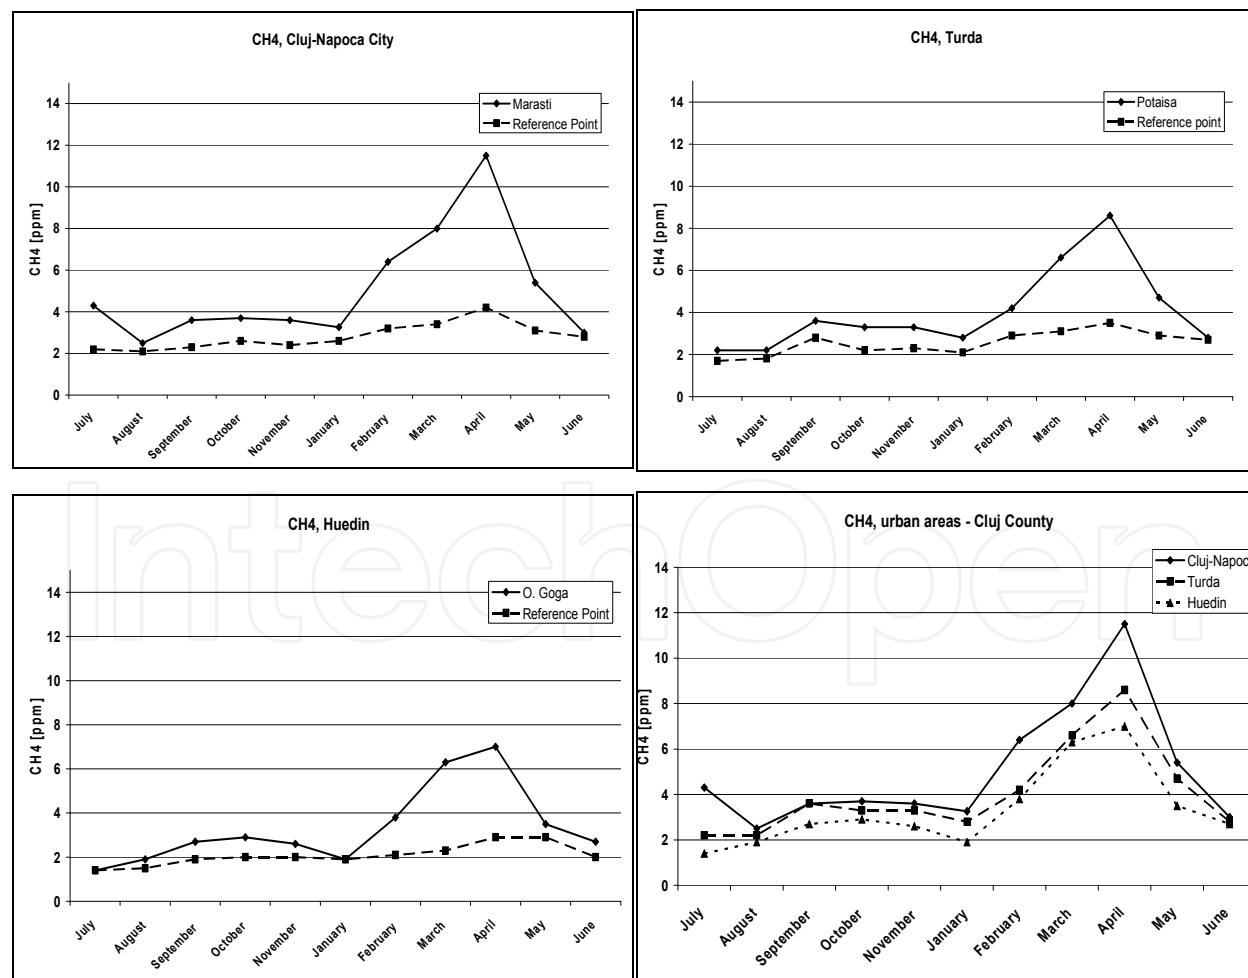 CH4, Cluj-Napoca City
Marasti
Reference Point
14
12
10
8
6
4
2
0
CH4 [ppm]
July
August
September
October
November
January
February
March
April
May
June
CH4, Turda
Potaisa
Reference point
14
12
10
8
6
4
2
0
CH4 [ppm]
July
August
September
October
November
January
February
March
April
May
June
CH4, Huedin
O. Goga
Reference Point
14
12
10
8
6
4
2
0
CH4 [ppm]
July
August
September
October
November
January
February
March
April
May
June
CH4, urban areas - Cluj County
Cluj-Napoc
Turda
Huedin
14
12
10
8
6
4
2
0
CH4 [ppm]
July
August
September
October
November
January
February
March
April
May
June
IntechOpen